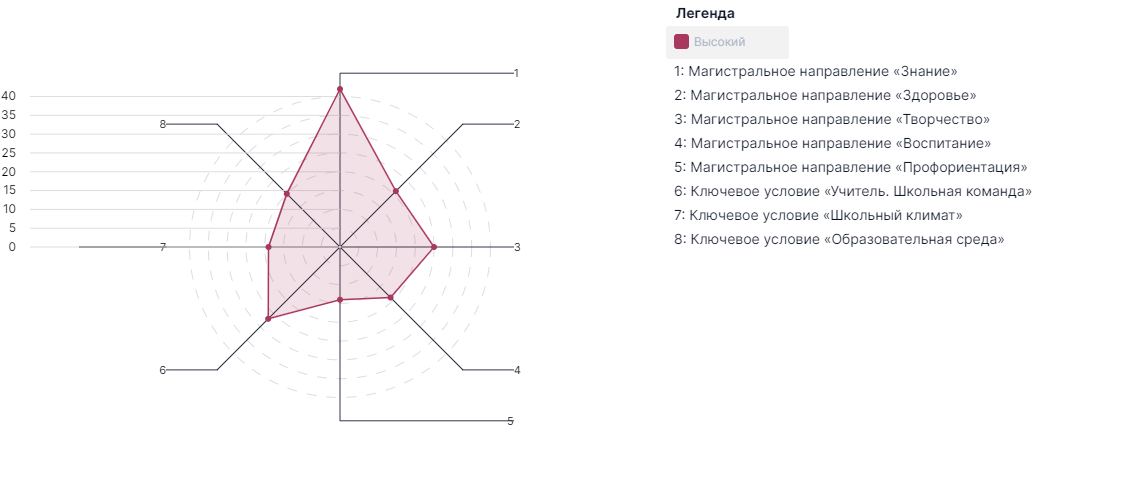 Легенда
Высокий
1: Магистральное направление «Знание»
2: Магистральное направление «Здоровье»
3: Магистральное направление «Творчество»
4: Магистральное направление «Воспитание»
5: Магистральное направление «Профориентация»
6: Ключевое условие «Учитель. Школьная команда»
7: Ключевое условие «Школьный климат»
8: Ключевое условие «Образовательная среда»
40
35
30
25
20
15
10
5
0
1
2
3
4
5
6
7
8